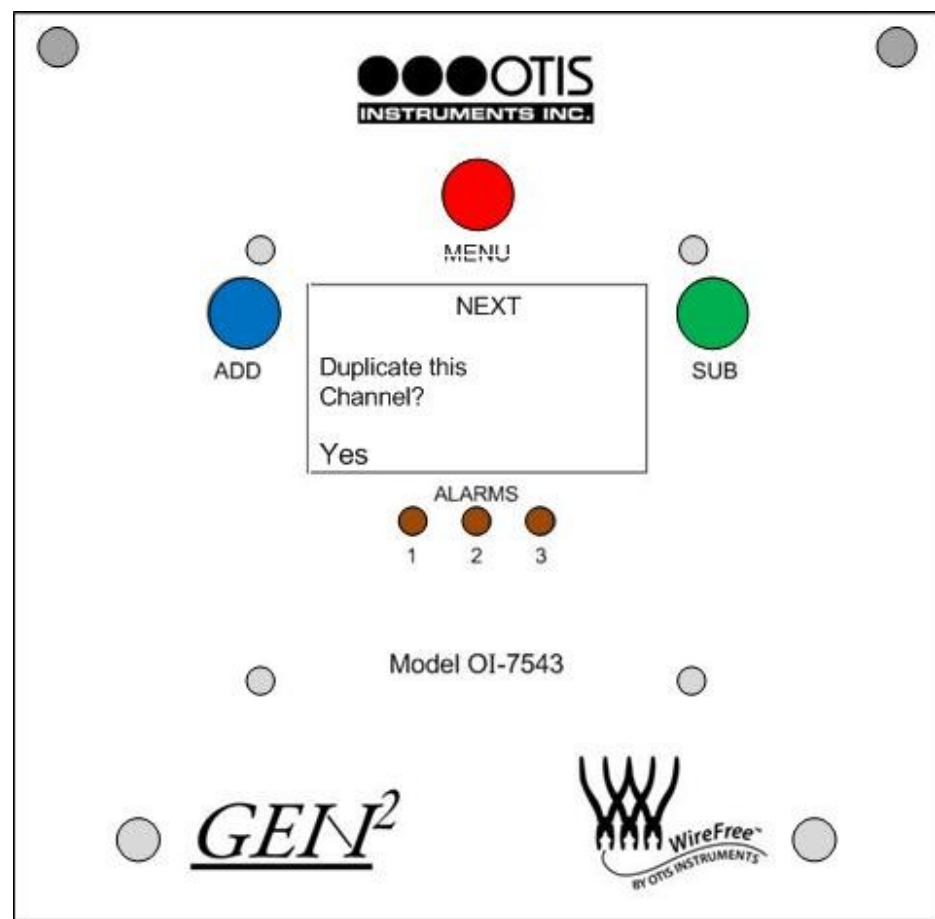 OTIS
INSTRUMENTS INC.
MENU
NEXT
ADD
SUB
Duplicate this
Channel?
Yes
ALARMS
1 2 3
Model OI-7543
GEN²
WireFree™
BY OTIS INSTRUMENTS